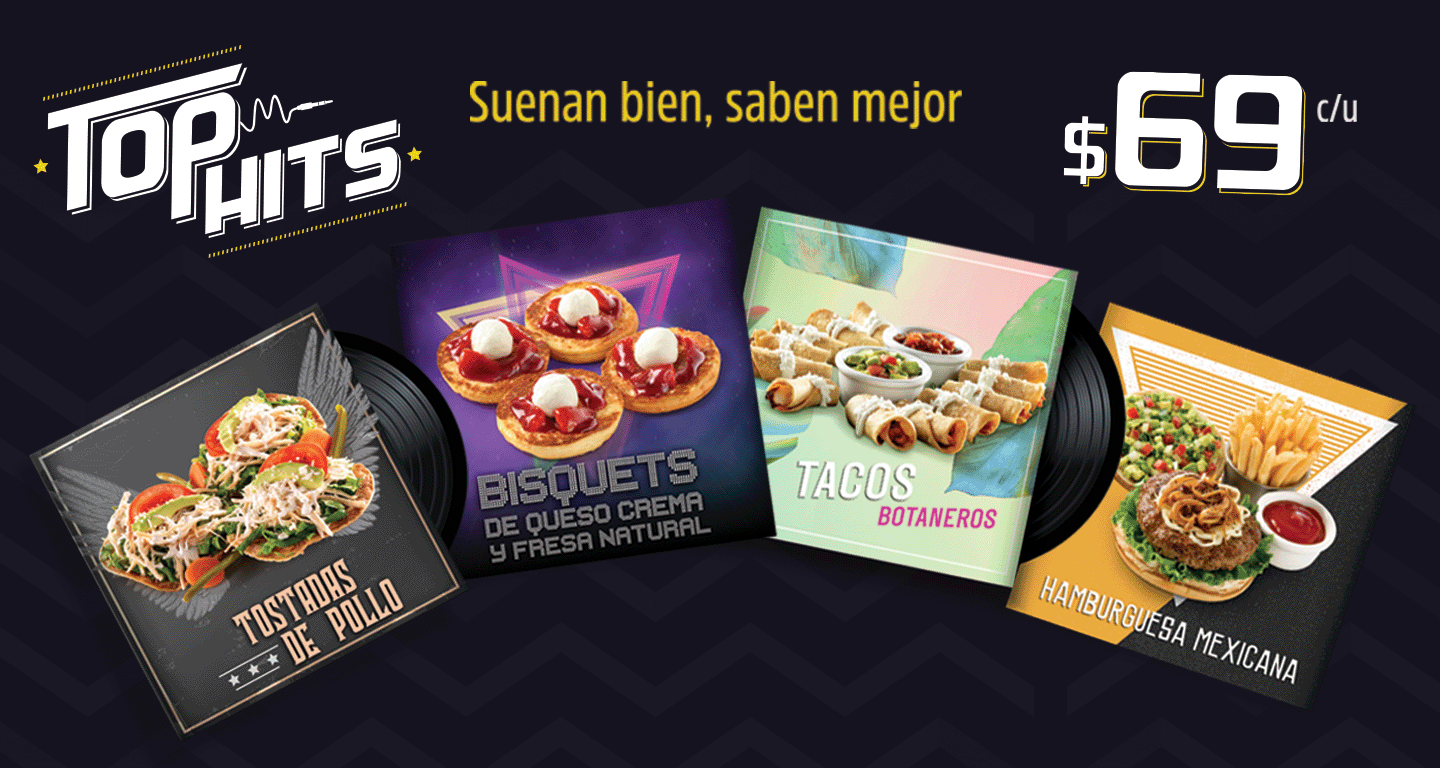 TOP
HITS
Suenan bien, saben mejor
$69 c/u
TOSTADAS
DE POLLO
BISQUETS
DE QUESO CREMA
Y FRESA NATURAL
TACOS
BOTANEROS
HAMBURGUESA MEXICANA